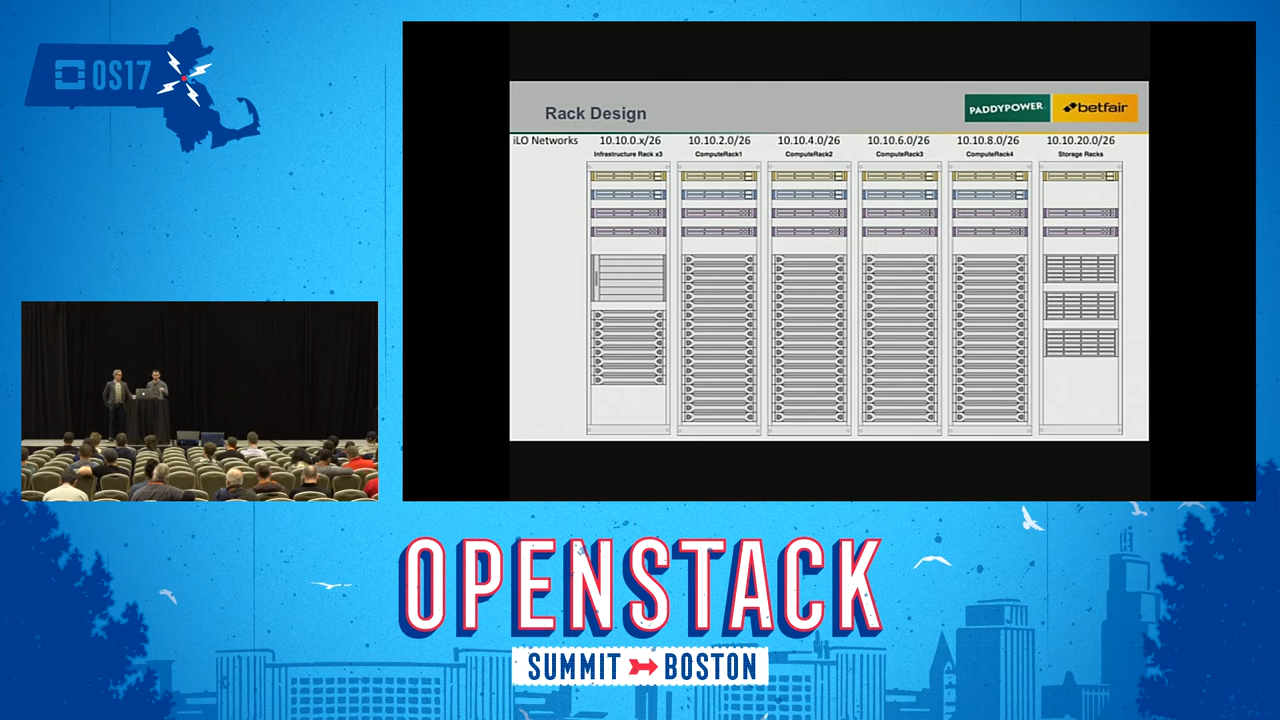 OS17
Rack Design
PADDYPOWER
betfair
iLO Networks 10.10.0.x/26 10.10.2.0/26 10.10.4.0/26 10.10.6.0/26 10.10.8.0/26 10.10.20.0/26
Infrastructure Rack x3 ComputeRack1 ComputeRack2 ComputeRack3 ComputeRack4 Storage Racks
OPENSTACK
SUMMIT BOSTON